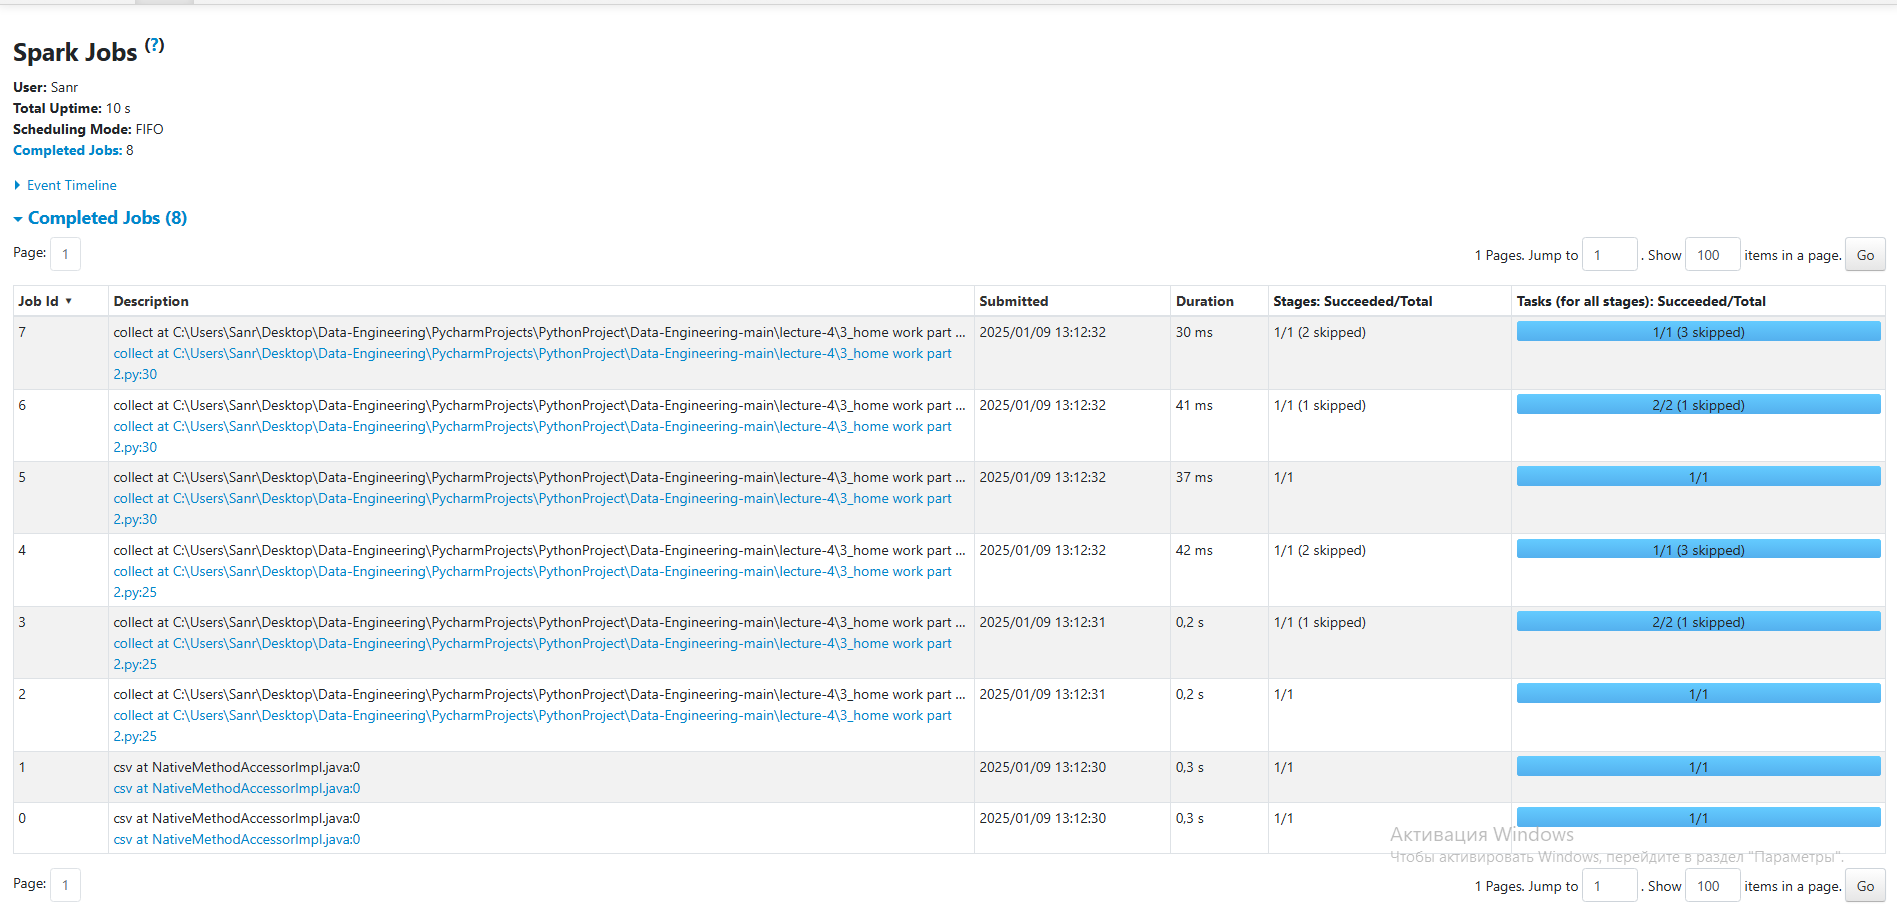 Spark Jobs (?)
User: Sanr
Total Uptime: 10 s
Scheduling Mode: FIFO
Completed Jobs: 8
Event Timeline
Completed Jobs (8)
Page: 1
1 Pages. Jump to 1 . Show 100 items in a page. Go
Job Id ▾ Description Submitted Duration Stages: Succeeded/Total Tasks (for all stages): Succeeded/Total
7 collect at C:\Users\Sanr\Desktop\Data-Engineering\PycharmProjects\PythonProject\Data-Engineering-main\lecture-4\3_home work part ... 2025/01/09 13:12:32 30 ms 1/1 (2 skipped) 1/1 (3 skipped)
collect at C:\Users\Sanr\Desktop\Data-Engineering\PycharmProjects\PythonProject\Data-Engineering-main\lecture-4\3_home work part
2.py:30
6 collect at C:\Users\Sanr\Desktop\Data-Engineering\PycharmProjects\PythonProject\Data-Engineering-main\lecture-4\3_home work part ... 2025/01/09 13:12:32 41 ms 1/1 (1 skipped) 2/2 (1 skipped)
collect at C:\Users\Sanr\Desktop\Data-Engineering\PycharmProjects\PythonProject\Data-Engineering-main\lecture-4\3_home work part
2.py:30
5 collect at C:\Users\Sanr\Desktop\Data-Engineering\PycharmProjects\PythonProject\Data-Engineering-main\lecture-4\3_home work part ... 2025/01/09 13:12:32 37 ms 1/1 1/1
collect at C:\Users\Sanr\Desktop\Data-Engineering\PycharmProjects\PythonProject\Data-Engineering-main\lecture-4\3_home work part
2.py:30
4 collect at C:\Users\Sanr\Desktop\Data-Engineering\PycharmProjects\PythonProject\Data-Engineering-main\lecture-4\3_home work part ... 2025/01/09 13:12:32 42 ms 1/1 (2 skipped) 1/1 (3 skipped)
collect at C:\Users\Sanr\Desktop\Data-Engineering\PycharmProjects\PythonProject\Data-Engineering-main\lecture-4\3_home work part
2.py:25
3 collect at C:\Users\Sanr\Desktop\Data-Engineering\PycharmProjects\PythonProject\Data-Engineering-main\lecture-4\3_home work part ... 2025/01/09 13:12:31 0,2 s 1/1 (1 skipped) 2/2 (1 skipped)
collect at C:\Users\Sanr\Desktop\Data-Engineering\PycharmProjects\PythonProject\Data-Engineering-main\lecture-4\3_home work part
2.py:25
2 collect at C:\Users\Sanr\Desktop\Data-Engineering\PycharmProjects\PythonProject\Data-Engineering-main\lecture-4\3_home work part ... 2025/01/09 13:12:31 0,2 s 1/1 1/1
collect at C:\Users\Sanr\Desktop\Data-Engineering\PycharmProjects\PythonProject\Data-Engineering-main\lecture-4\3_home work part
2.py:25
1 csv at NativeMethodAccessorImpl.java:0 2025/01/09 13:12:30 0,3 s 1/1 1/1
csv at NativeMethodAccessorImpl.java:0
0 csv at NativeMethodAccessorImpl.java:0 2025/01/09 13:12:30 0,3 s 1/1 1/1
csv at NativeMethodAccessorImpl.java:0
Активация Windows
Чтобы активировать Windows, перейдите в раздел "Параметры".
Page: 1
1 Pages. Jump to 1 . Show 100 items in a page. Go